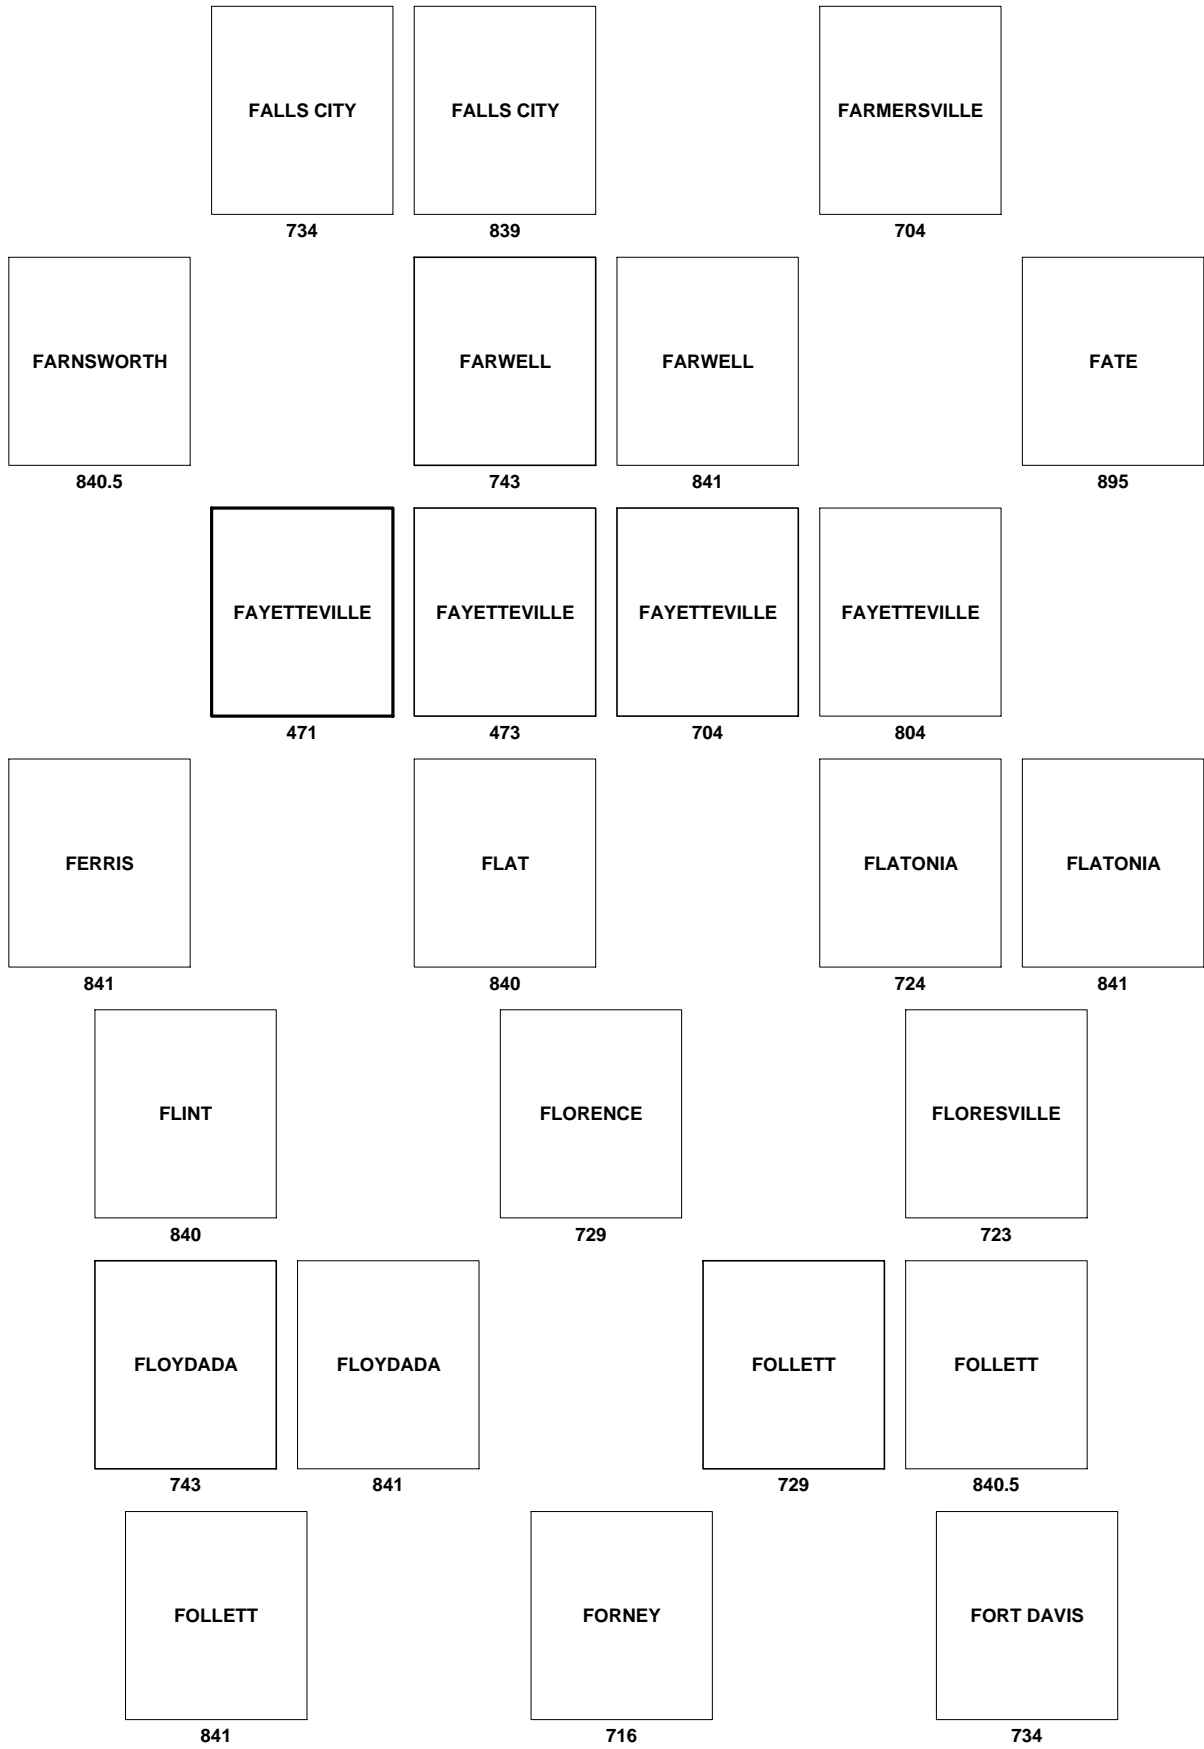 FALLS CITY FALLS CITY FARMERSVILLE
734 839 704
FARNSWORTH FARWELL FARWELL FATE
840.5 743 841 895
FAYETTEVILLE FAYETTEVILLE FAYETTEVILLE FAYETTEVILLE
471 473 704 804
FERRIS FLAT FLATONIA FLATONIA
841 840 724 841
FLINT FLORENCE FLORESVILLE
840 729 723
FLOYDADA FLOYDADA FOLLETT FOLLETT
743 841 729 840.5
FOLLETT FORNEY FORT DAVIS
841 716 734